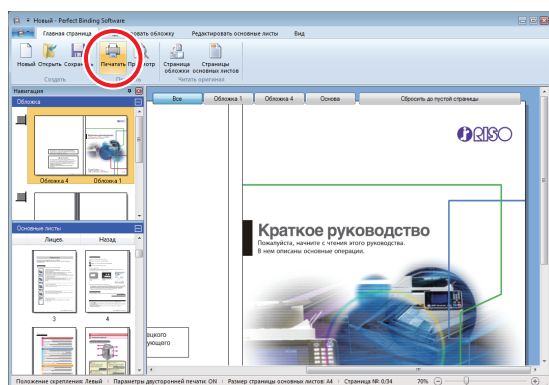 Новый - Perfect Binding Software
Главная страница
ровать обложку
Редактировать основные листы
Вид
Новый Открыть Сохран
Печатать
Пр
отр
Страница обложки
Страницы основных листов
Создать
Читать оригинал
Навигация
Обложка
Обложка 4
Обложка 1
Основные листы
Лицев.
Назад
3
4
Все
Обложка 1
Обложка 4
Основа
Сбросить до пустой страницы
RISO
Краткое руководство
Пожалуйста, начните с чтения этого руководства.
В нем описаны основные операции.
ецкого
ующего
Положение скрепления: Левый
Параметры двусторонней печати: ON
Размер страницы основных листов: A4
Страница №: 0/34
70%